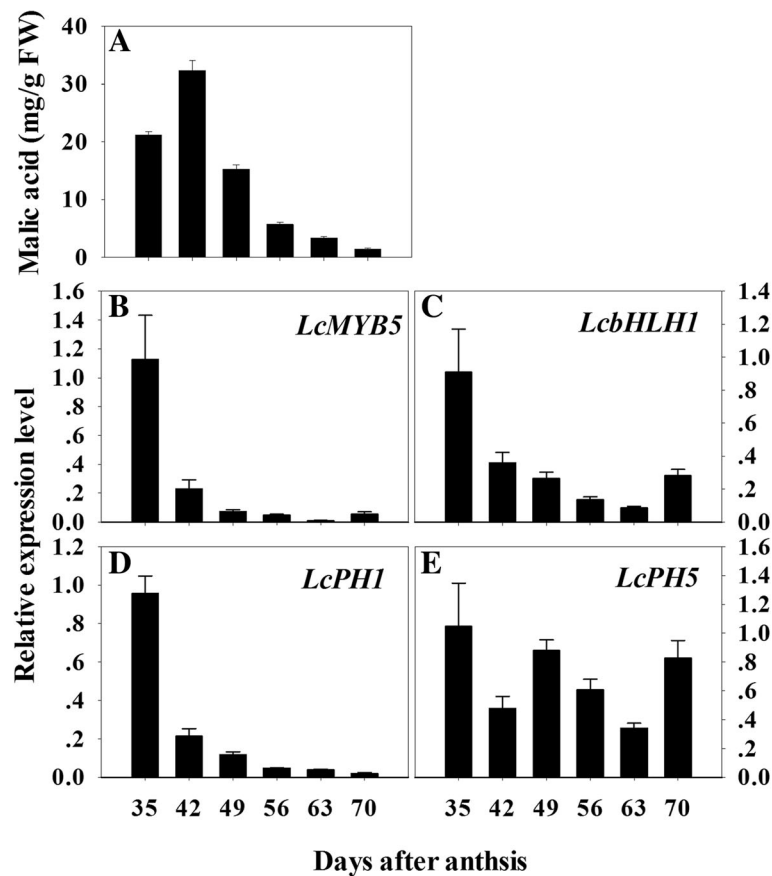 A
Malic acid (mg/g FW)
40
30
20
10
0
B
LcMYB5
1.6
1.4
1.2
1.0
.8
.6
.4
.2
0.0
C
LcbHLH1
1.4
1.2
1.0
.8
.6
.4
.2
0.0
Relative expression level
D
LcPH1
1.2
1.0
.8
.6
.4
.2
0.0
E
LcPH5
1.6
1.4
1.2
1.0
.8
.6
.4
.2
0.0
35 42 49 56 63 70
35 42 49 56 63 70
Days after anthsis